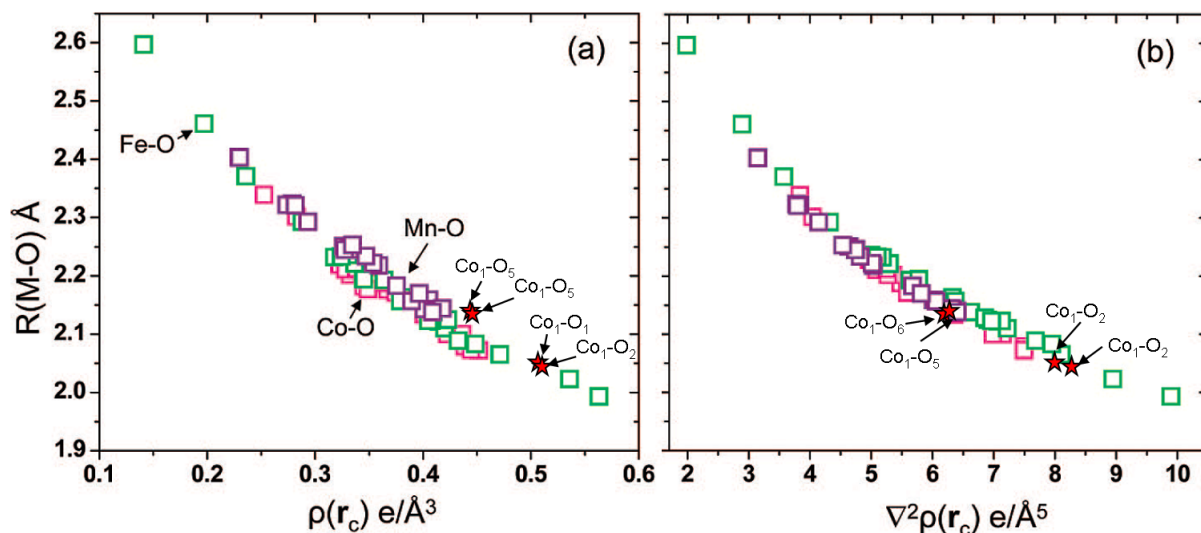 (a)
2.6
2.5
2.4
2.3
2.2
2.1
2.0
1.9
R(M-O) Å
Fe-O
Mn-O
Co-O
Co₁-O₅
Co₁-O₅
Co₁-O₁
Co₁-O₂
0.1 0.2 0.3 0.4 0.5 0.6
ρ(r꜀) e/Å³
(b)
Co₁-O₆
Co₁-O₅
Co₁-O₂
Co₁-O₂
2 3 4 5 6 7 8 9 10
∇²ρ(r꜀) e/Å⁵